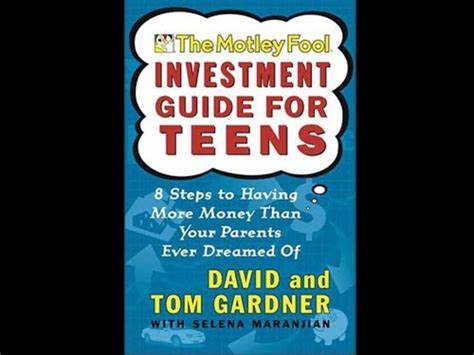 The Motley Fool
INVESTMENT
GUIDE FOR
TEENS
8 Steps to Having
More Money Than
Your Parents
Ever Dreamed Of
DAVID and
TOM GARDNER
WITH SELENA MARANJIAN